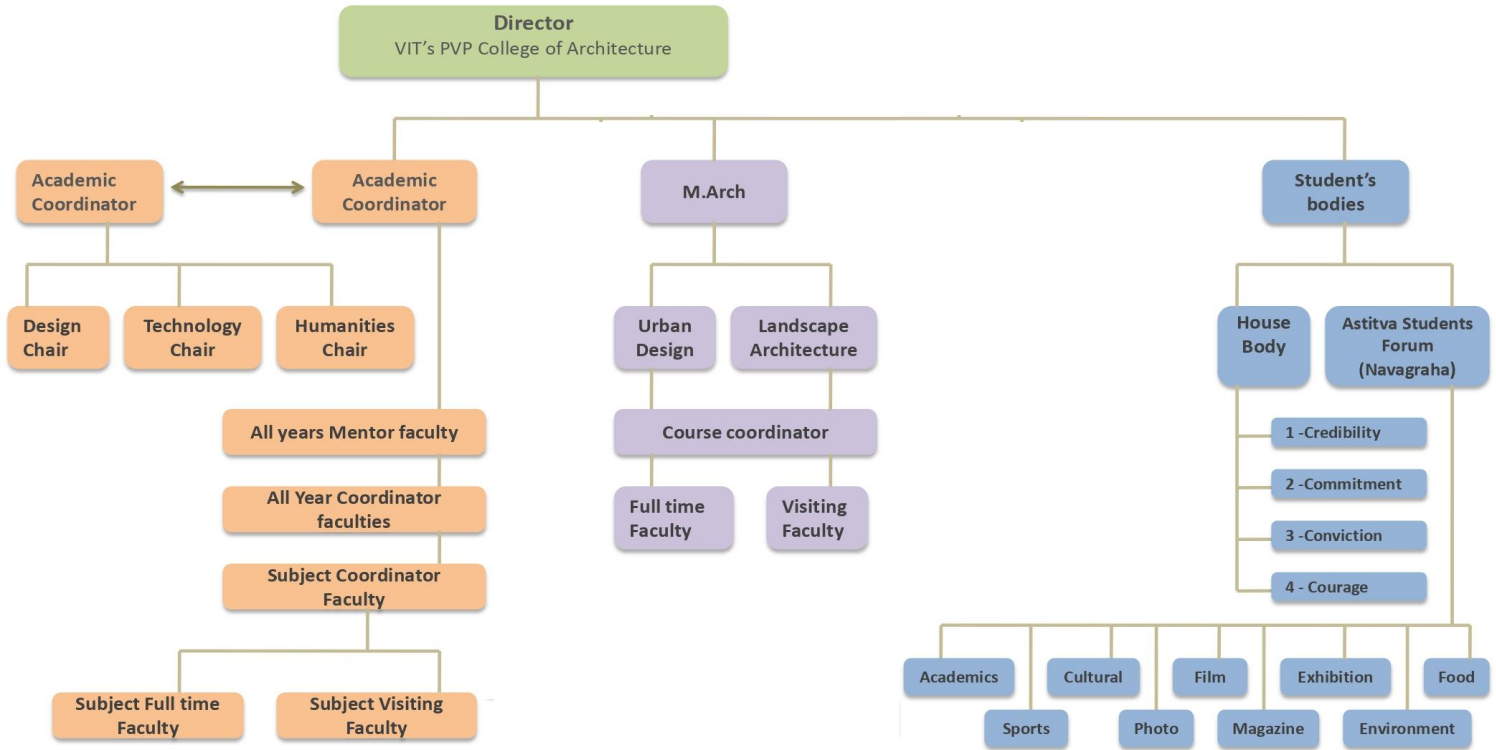 Director
VIT's PVP College of Architecture
Academic
Coordinator
Academic
Coordinator
M.Arch
Student's
bodies
Design
Chair
Technology
Chair
Humanities
Chair
Urban
Design
Landscape
Architecture
House
Body
Astitva Students
Forum
(Navagraha)
All years Mentor faculty
Course coordinator
1 -Credibility
2 -Commitment
3 -Conviction
4 - Courage
All Year Coordinator
faculties
Full time
Faculty
Visiting
Faculty
Subject Coordinator
Faculty
Subject Full time
Faculty
Subject Visiting
Faculty
Academics
Cultural
Film
Exhibition
Food
Sports
Photo
Magazine
Environment